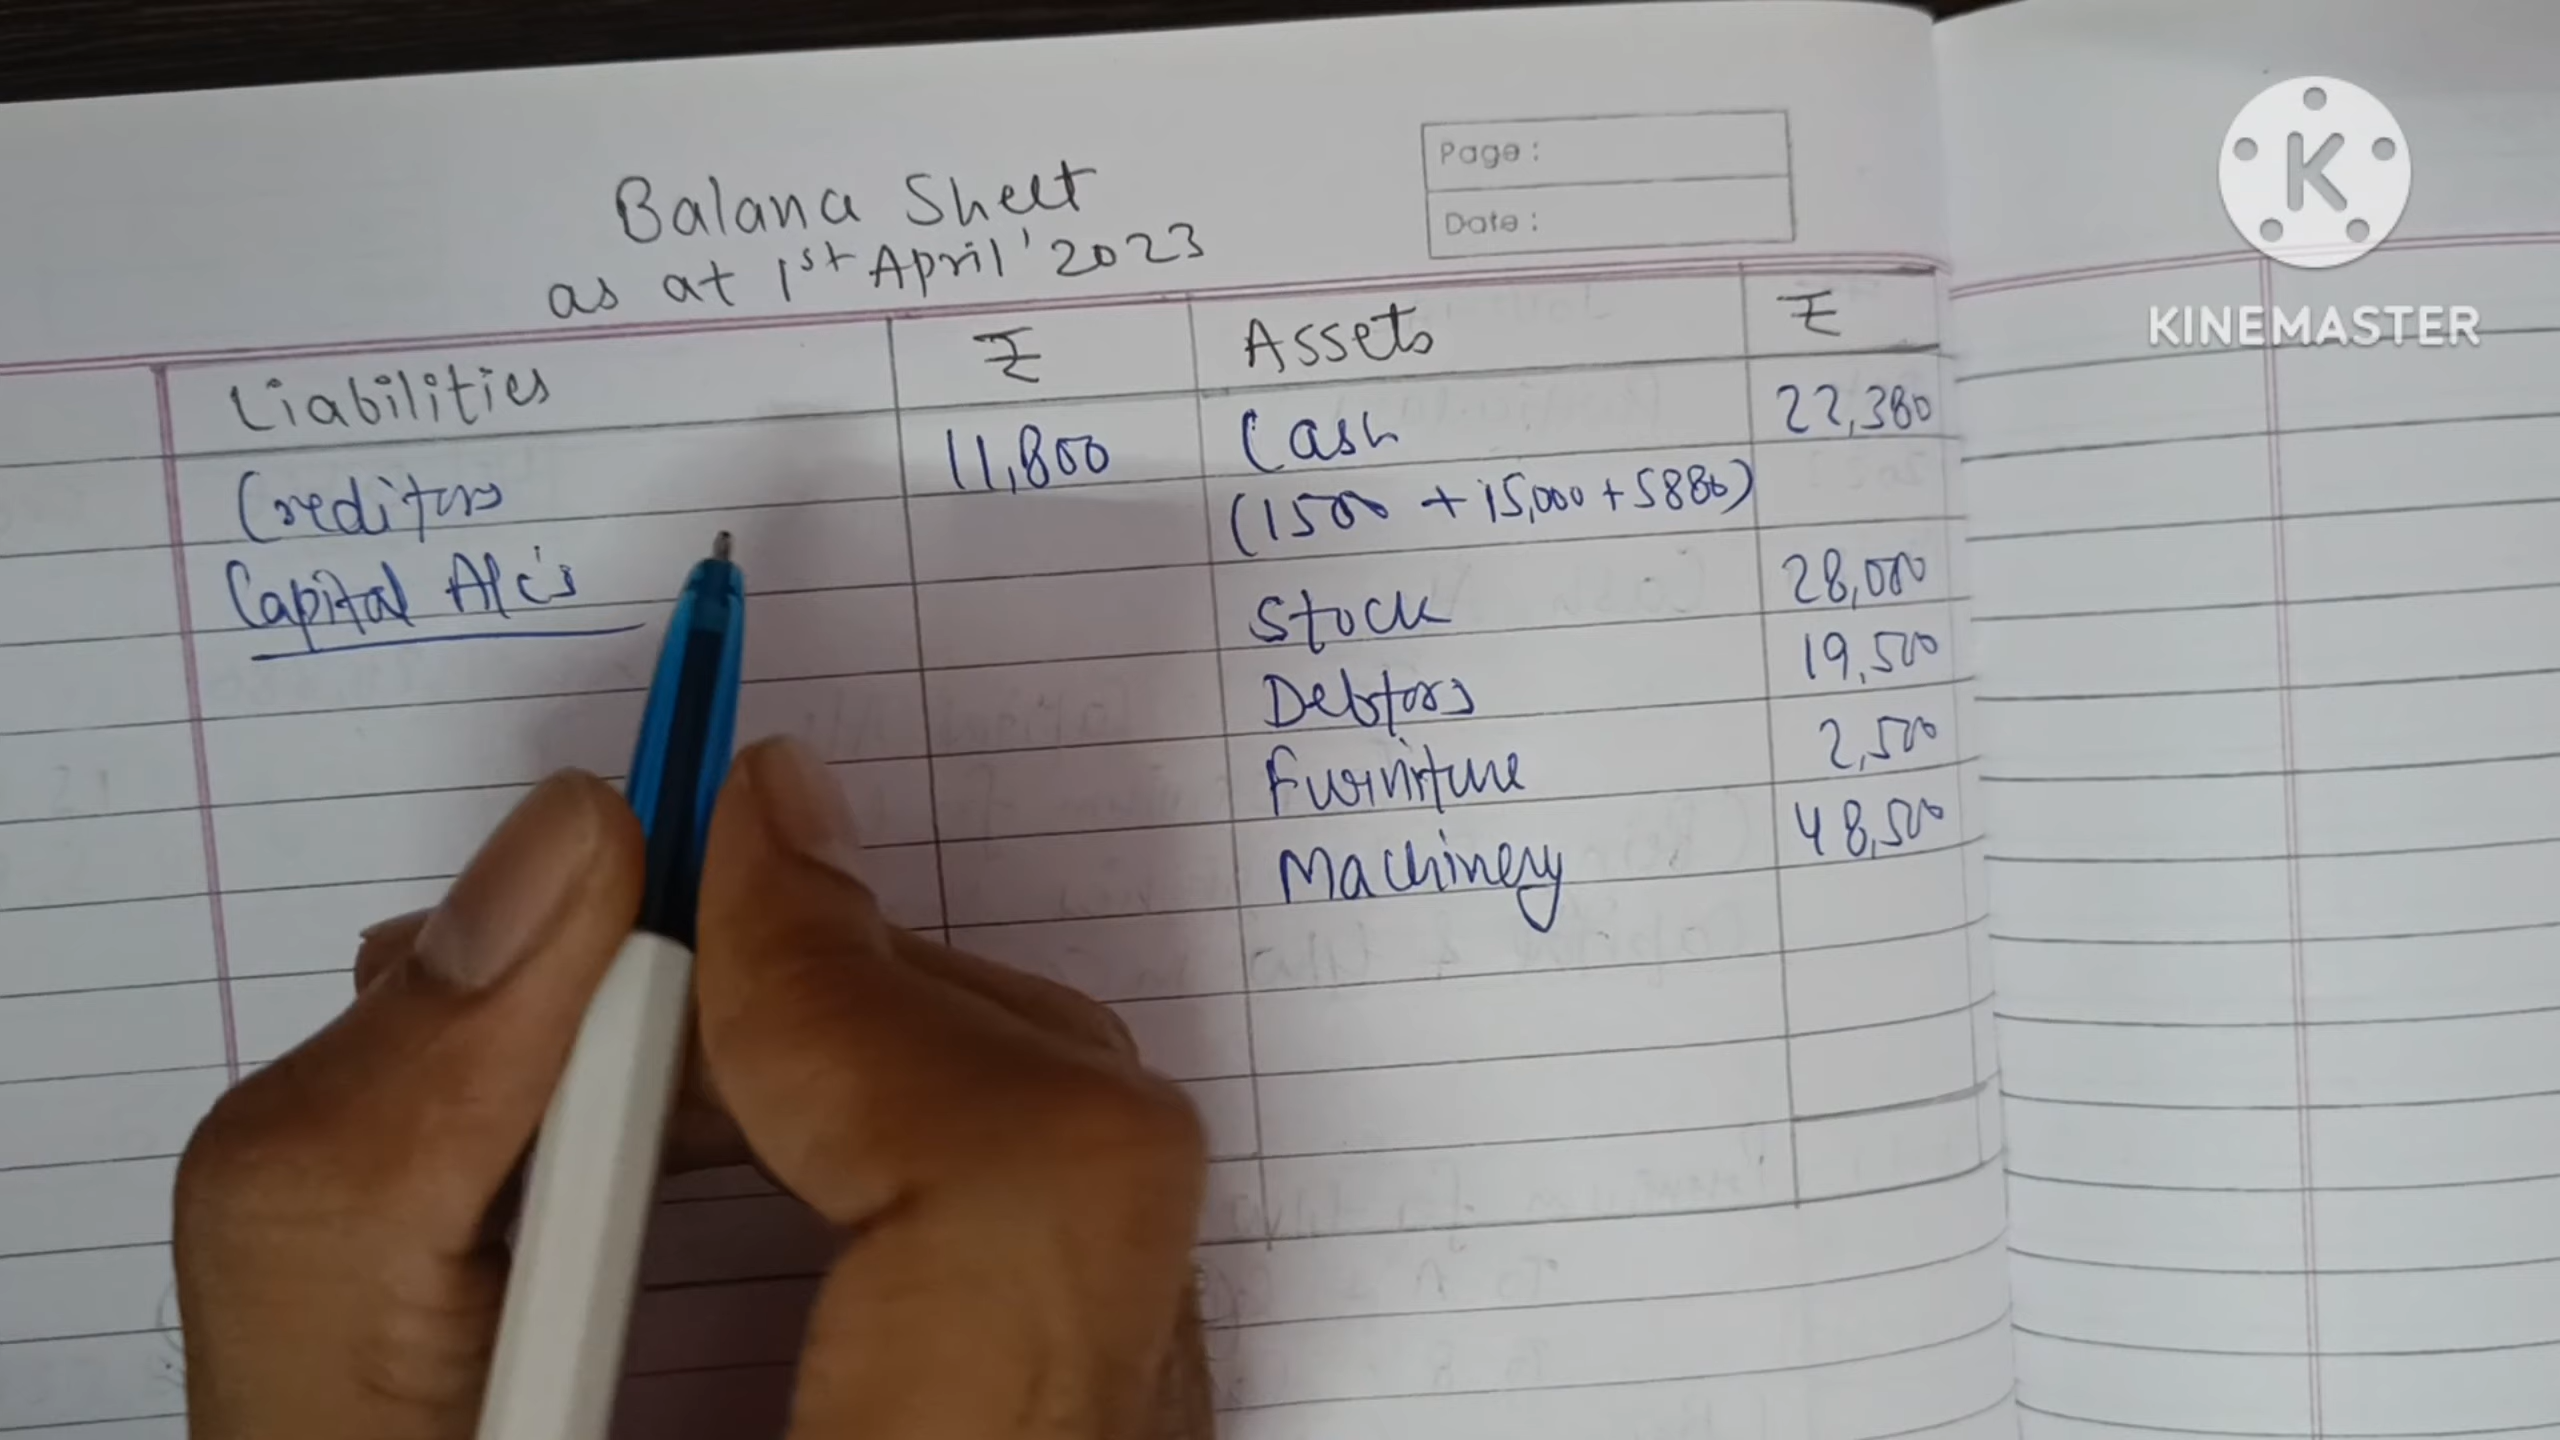 Balance Sheet
as at 1st April' 2023
Page :
Date :
K
KINEMASTER
Liabilities ₹ Assets ₹
Creditors 11,800 Cash 22,380
(1500 + 15,000 + 5880)
Capital A/c's
Stock 28,000
Debtors 19,500
Furniture 2,500
Machinery 48,500